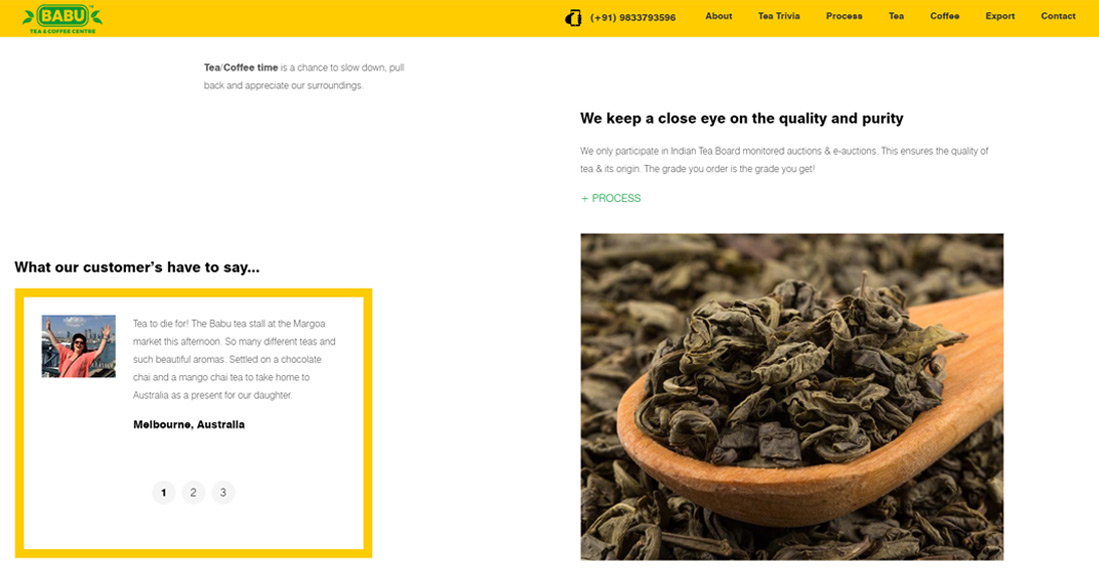 BABU™
TEA & COFFEE CENTRE
(+91) 9833793596
About
Tea Trivia
Process
Tea
Coffee
Export
Contact
Tea/Coffee time is a chance to slow down, pull
back and appreciate our surroundings.
We keep a close eye on the quality and purity
We only participate in Indian Tea Board monitored auctions & e-auctions. This ensures the quality of
tea & its origin. The grade you order is the grade you get!
+ PROCESS
What our customer's have to say...
Tea to die for! The Babu tea stall at the Margoa
market this afternoon. So many different teas and
such beautiful aromas. Settled on a chocolate
chai and a mango chai tea to take home to
Australia as a present for our daughter.
Melbourne, Australia
1
2
3